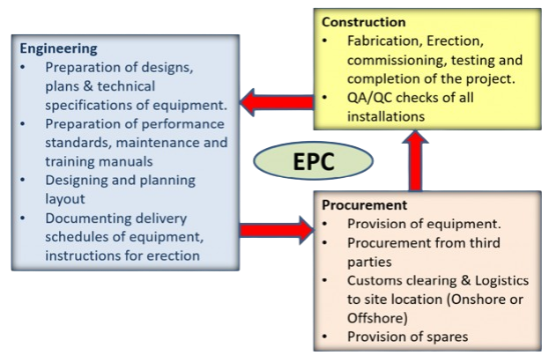 Engineering
• Preparation of designs,
plans & technical
specifications of equipment.
• Preparation of performance
standards, maintenance and
training manuals
• Designing and planning
layout
• Documenting delivery
schedules of equipment,
instructions for erection
Construction
• Fabrication, Erection,
commissioning, testing and
completion of the project.
• QA/QC checks of all
installations
EPC
Procurement
• Provision of equipment.
• Procurement from third
parties
• Customs clearing & Logistics
to site location (Onshore or
Offshore)
• Provision of spares